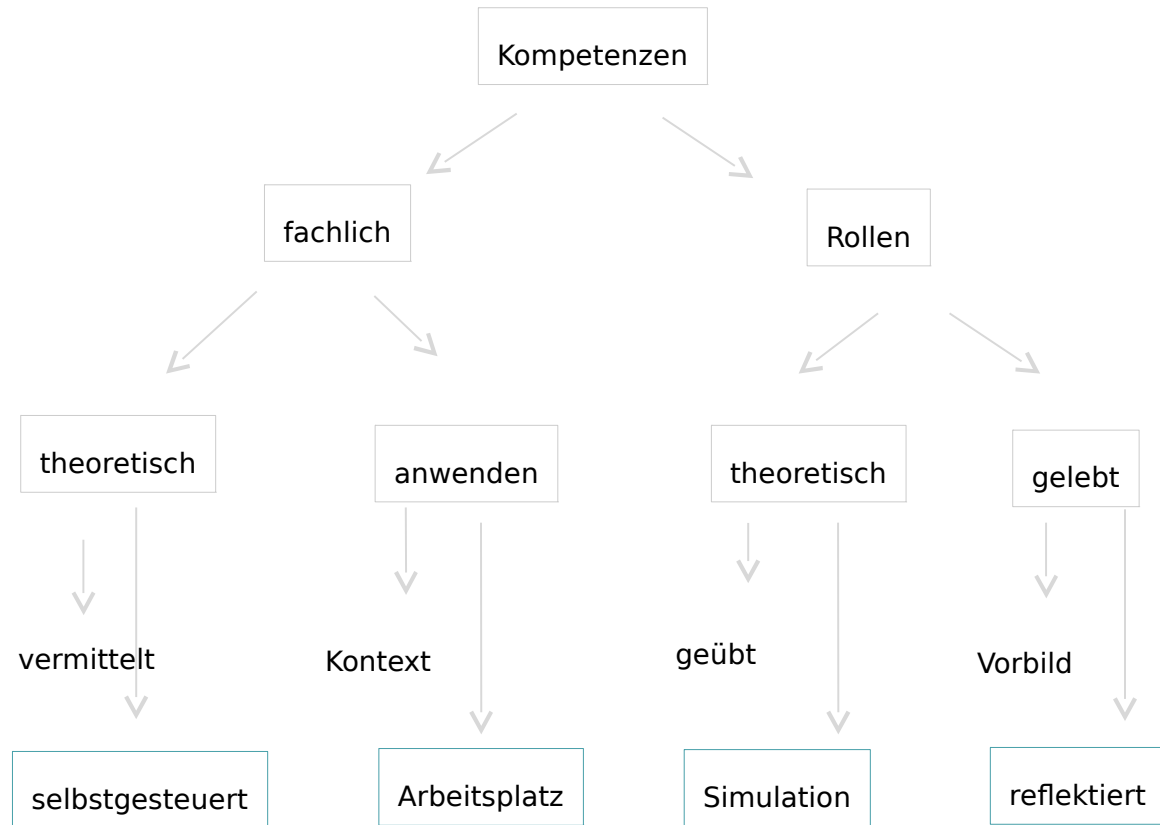 Kompetenzen
fachlich
Rollen
theoretisch
anwenden
theoretisch
gelebt
vermittelt
Kontext
geübt
Vorbild
selbstgesteuert
Arbeitsplatz
Simulation
reflektiert